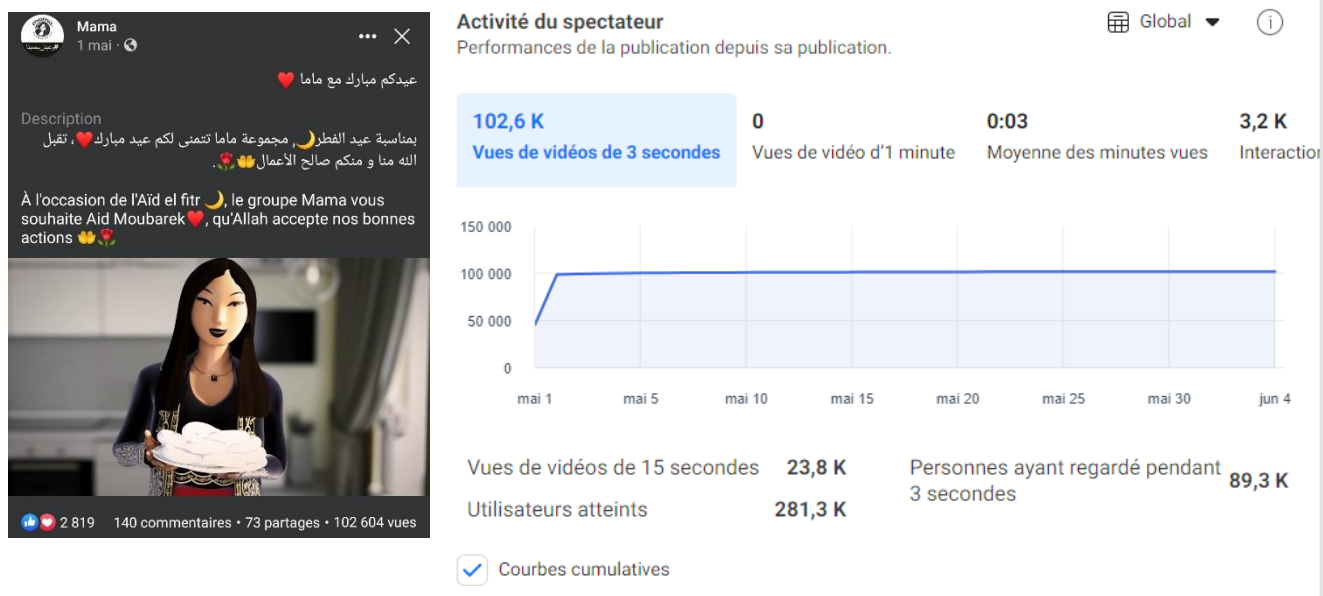 Mama
1 mai
عيدكم مبارك مع ماما ❤️
Description
بمناسبة عيد الفطر🌙, مجموعة ماما تتمنى لكم عيد مبارك❤️، تقبل
الله منا و منكم صالح الأعمال🤲🌹.
À l'occasion de l'Aïd el fitr 🌙, le groupe Mama vous
souhaite Aid Moubarek❤️, qu'Allah accepte nos bonnes
actions 🤲🌹
2 819 140 commentaires • 73 partages • 102 604 vues
Activité du spectateur
Performances de la publication depuis sa publication.
Global
102,6 K
Vues de vidéos de 3 secondes
0
Vues de vidéo d'1 minute
0:03
Moyenne des minutes vues
3,2 K
Interaction
150 000
100 000
50 000
0
mai 1 mai 5 mai 10 mai 15 mai 20 mai 25 mai 30 jun 4
Vues de vidéos de 15 secondes 23,8 K
Utilisateurs atteints 281,3 K
Personnes ayant regardé pendant
3 secondes
89,3 K
Courbes cumulatives